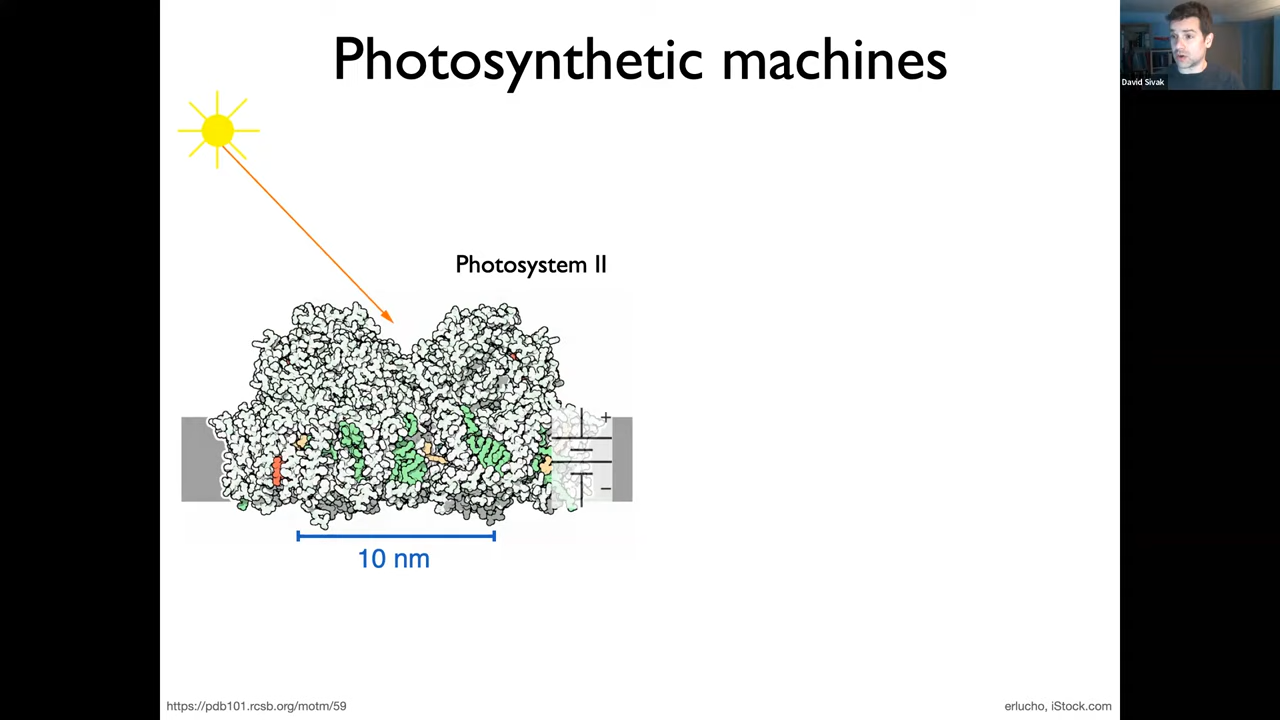 Photosynthetic machines
David Sivak
Photosystem II
+
−
10 nm
https://pdb101.rcsb.org/motm/59
erlucho, iStock.com